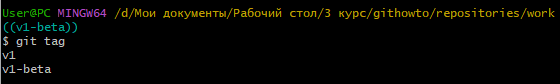 User@PC MINGW64 /d/Мои документы/Рабочий стол/3 курс/githowto/repositories/work
((v1-beta))
$ git tag
v1
v1-beta